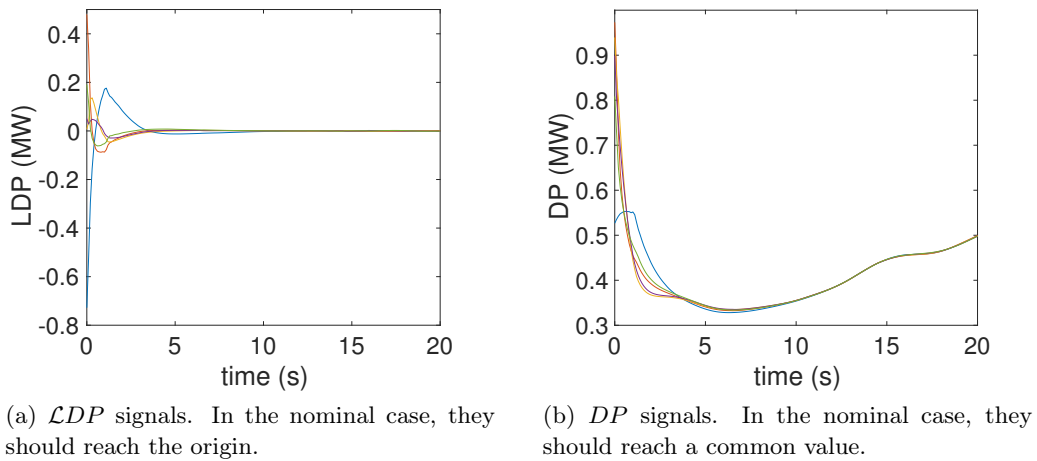 0.4
0.2
0
-0.2
-0.4
-0.6
-0.8
LDP (MW)
0 5 10 15 20
time (s)
0.9
0.8
0.7
0.6
0.5
0.4
0.3
DP (MW)
0 5 10 15 20
time (s)
(a) ℒDP signals. In the nominal case, they
should reach the origin.
(b) DP signals. In the nominal case, they
should reach a common value.